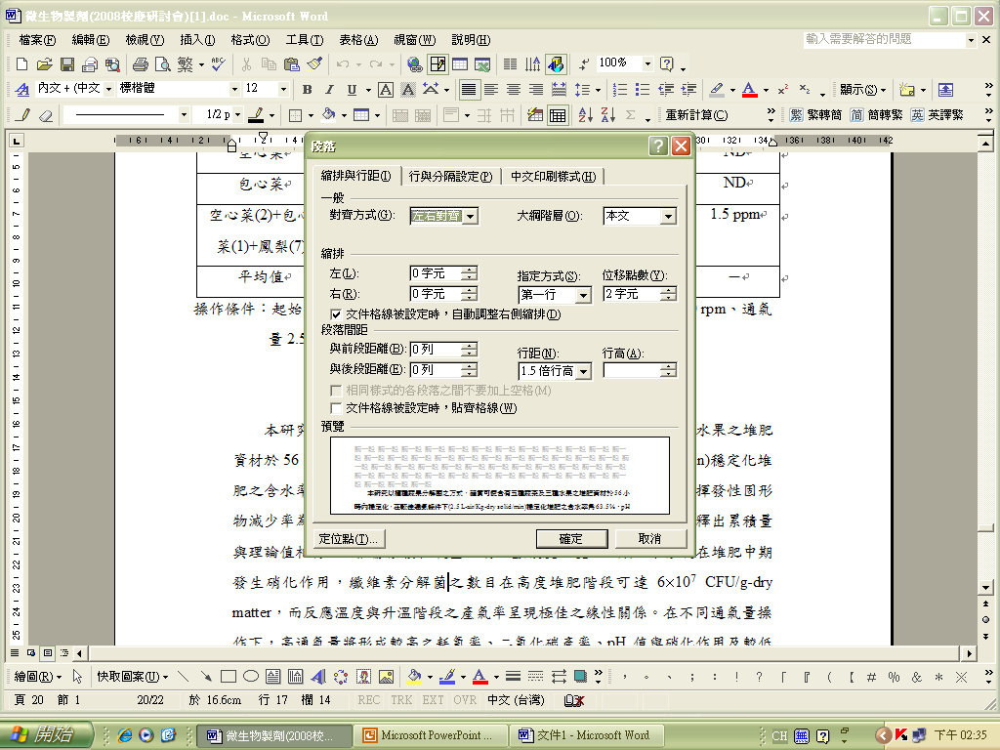 微生物製劑(2008校慶研討會)[1].doc - Microsoft Word
檔案(F) 編輯(E) 檢視(V) 插入(I) 格式(O) 工具(T) 表格(A) 視窗(W) 說明(H) 輸入需要解答的問題
100%
內文 + (中文 標楷體 12 B I U A A 顯示(S)
1/2 p 重新計算(C) 繁 繁轉簡 簡 簡轉繁 英 英譯繁
空心菜 ND
包心菜 ND
空心菜(2)+包心
菜(1)+鳳梨(7) 1.5 ppm
平均值 —
操作條件：起始 rpm、通氣
量 2.5
段落
縮排與行距(I) 行與分隔設定(P) 中文印刷樣式(H)
一般
對齊方式(G): 左右對齊 大綱階層(O): 本文
縮排
左(L): 0 字元 指定方式(S): 位移點數(Y):
右(R): 0 字元 第一行 2 字元
文件格線被設定時，自動調整右側縮排(D)
段落間距
與前段距離(B): 0 列 行距(N): 行高(A):
與後段距離(E): 0 列 1.5 倍行高
相同樣式的各段落之間不要加上空格(M)
文件格線被設定時，貼齊格線(W)
預覽
定位點(T)... 確定 取消
本研究 水果之堆肥
資材於 56 n)穩定化堆
肥之含水率 揮發性固形
物減少率為 釋出累積量
與理論值相 在堆肥中期
發生硝化作用，纖維素分解菌之數目在高度堆肥階段可達 6×10⁷ CFU/g-dry
matter，而反應溫度與升溫階段之產氣率呈現極佳之線性關係。在不同通氣量操
作下，高通氣量將形成較高之耗氧率、二氧化碳產率、pH 值與硝化作用及較低
繪圖(R) 快取圖案(U)
頁 20 節 1 20/22 於 16.6cm 行 17 欄 14 REC TRK EXT OVR 中文 (台灣)
開始 微生物製劑(2008校... Microsoft PowerPoint ... 文件1 - Microsoft Word CH 下午 02:35